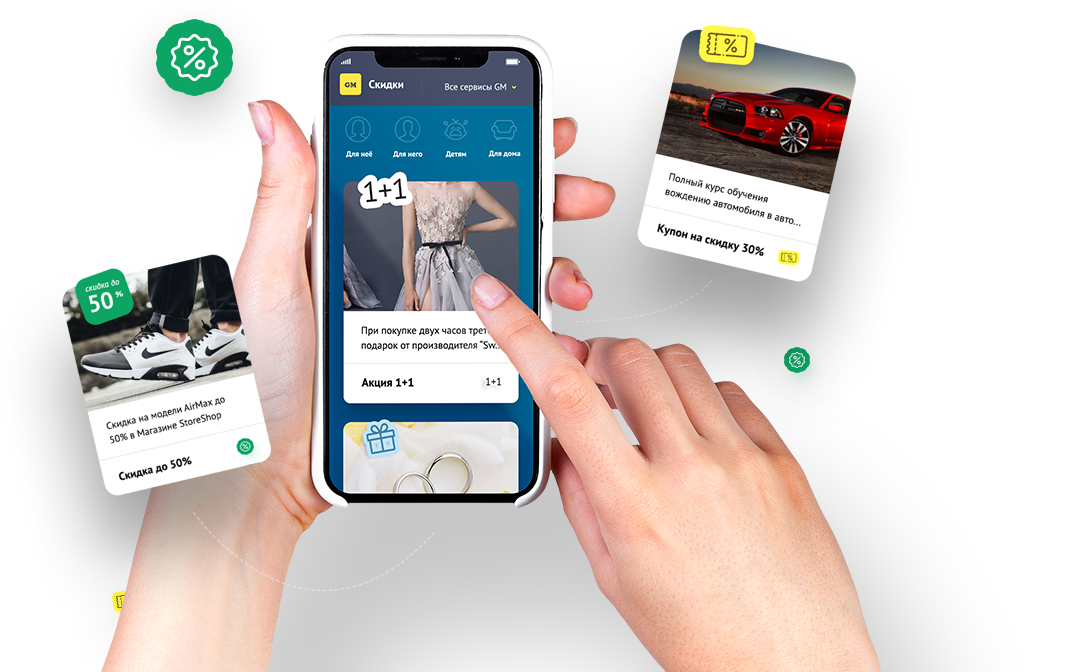 GM
Скидки
Все сервисы GM
Для неё
Для него
Детям
Для дома
1+1
При покупке двух часов трет
подарок от производителя "Sw...
Акция 1+1
1+1
скидка до
50 %
Скидка на модели AirMax до
50% в Магазине StoreShop
Скидка до 50%
%
Полный курс обучения
вождению автомобиля в авто...
Купон на скидку 30%